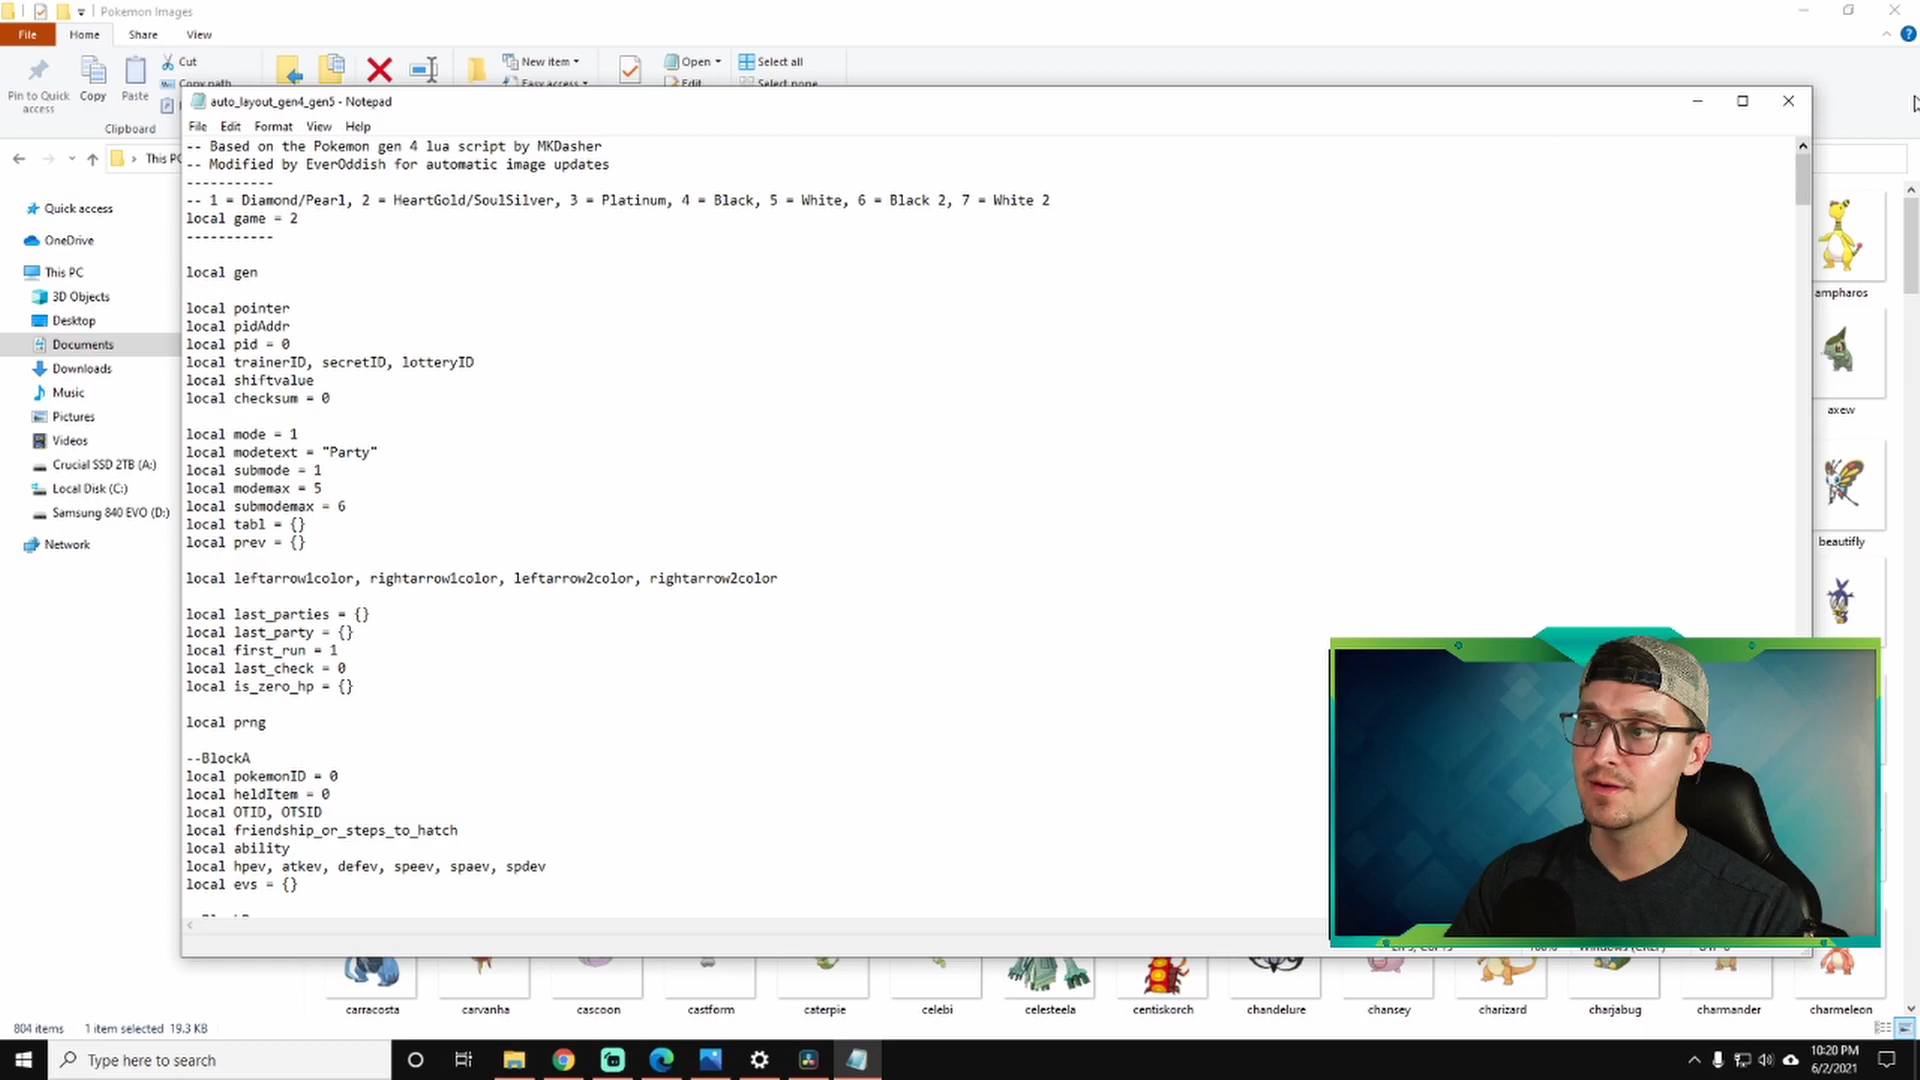 Pokemon Images
File Home Share View
Pin to Quick access
Copy
Paste
Cut
Copy path
Clipboard
New item
Easy access
Open
Edit
Select all
Select none
This PC
Quick access
OneDrive
This PC
3D Objects
Desktop
Documents
Downloads
Music
Pictures
Videos
Crucial SSD 2TB (A:)
Local Disk (C:)
Samsung 840 EVO (D:)
Network
auto_layout_gen4_gen5 - Notepad
File Edit Format View Help
-- Based on the Pokemon gen 4 lua script by MKDasher
-- Modified by EverOddish for automatic image updates
-----------
-- 1 = Diamond/Pearl, 2 = HeartGold/SoulSilver, 3 = Platinum, 4 = Black, 5 = White, 6 = Black 2, 7 = White 2
local game = 2
-----------
local gen
local pointer
local pidAddr
local pid = 0
local trainerID, secretID, lotteryID
local shiftvalue
local checksum = 0
local mode = 1
local modetext = "Party"
local submode = 1
local modemax = 5
local submodemax = 6
local tabl = {}
local prev = {}
local leftarrow1color, rightarrow1color, leftarrow2color, rightarrow2color
local last_parties = {}
local last_party = {}
local first_run = 1
local last_check = 0
local is_zero_hp = {}
local prng
--BlockA
local pokemonID = 0
local heldItem = 0
local OTID, OTSID
local friendship_or_steps_to_hatch
local ability
local hpev, atkev, defev, speev, spaev, spdev
local evs = {}
ampharos
axew
beautifly
carracosta carvanha cascoon castform caterpie celebi celesteela centiskorch chandelure chansey charizard charjabug charmander charmeleon
804 items 1 item selected 19.3 KB
Type here to search
10:20 PM
6/2/2021